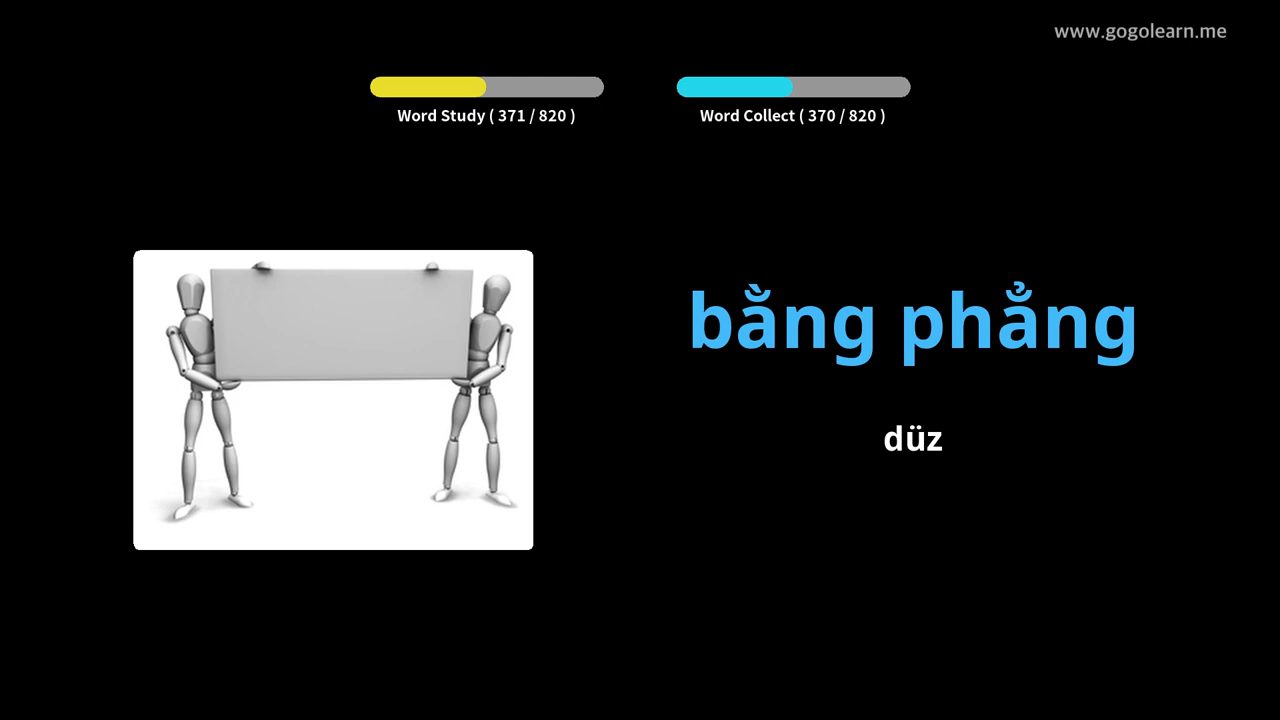 www.gogolearn.me
Word Study ( 371 / 820 )
Word Collect ( 370 / 820 )
bằng phẳng
düz